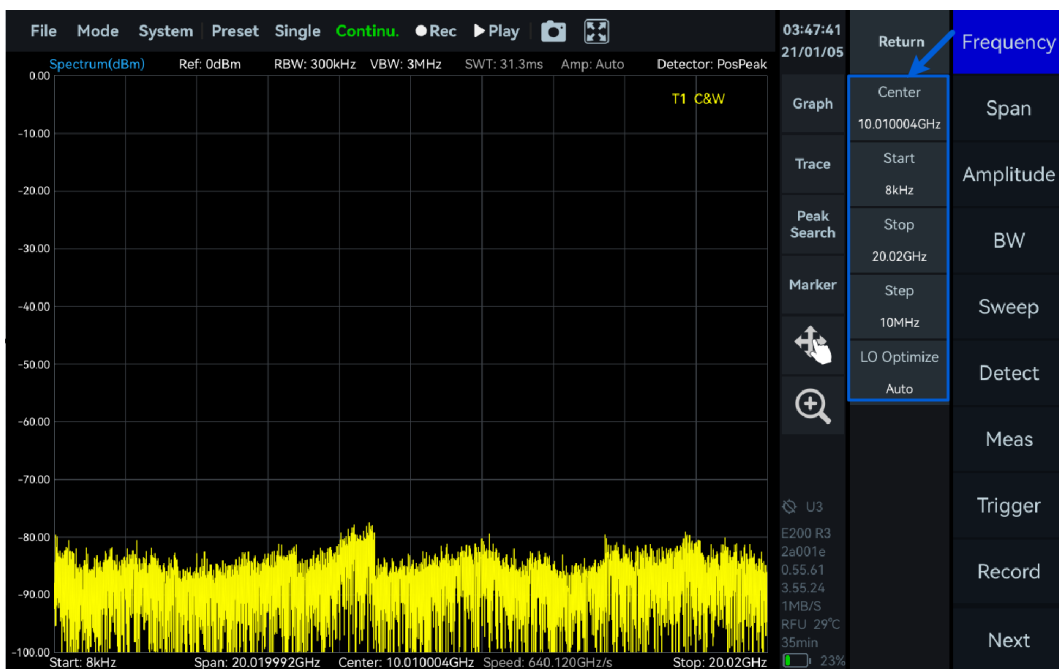 File Mode System Preset Single Continu. Rec Play
03:47:41
21/01/05
Return
Frequency
Spectrum(dBm) Ref: 0dBm RBW: 300kHz VBW: 3MHz SWT: 31.3ms Amp: Auto Detector: PosPeak
T1 C&W
0.00
-10.00
-20.00
-30.00
-40.00
-50.00
-60.00
-70.00
-80.00
-90.00
-100.00
Start: 8kHz Span: 20.019992GHz Center: 10.010004GHz Speed: 640.120GHz/s Stop: 20.02GHz
Graph
Trace
Peak
Search
Marker
U3
E200 R3
2a001e
0.55.61
3.55.24
1MB/S
RFU 29°C
35min
23%
Center
10.010004GHz
Start
8kHz
Stop
20.02GHz
Step
10MHz
LO Optimize
Auto
Span
Amplitude
BW
Sweep
Detect
Meas
Trigger
Record
Next